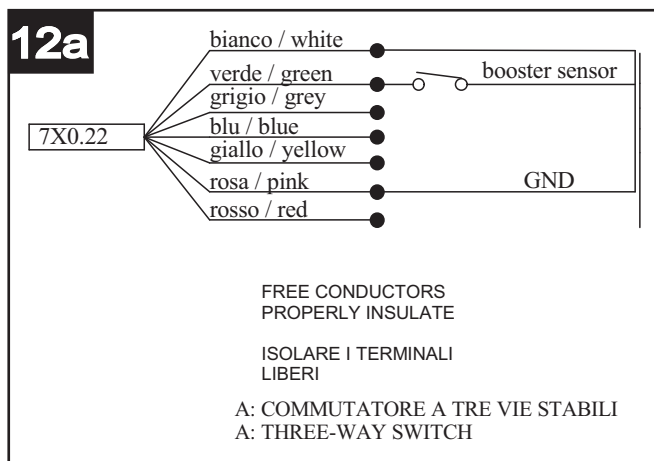 12a
bianco / white
verde / green
booster sensor
grigio / grey
7X0.22
blu / blue
giallo / yellow
rosa / pink
GND
rosso / red
FREE CONDUCTORS
PROPERLY INSULATE
ISOLARE I TERMINALI
LIBERI
A: COMMUTATORE A TRE VIE STABILI
A: THREE-WAY SWITCH